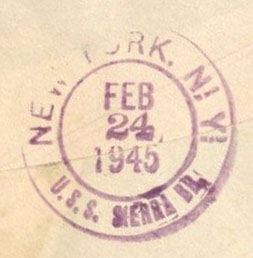 NEW YORK, N. Y.
FEB
24
1945
U.S.S. SIERRA BR.